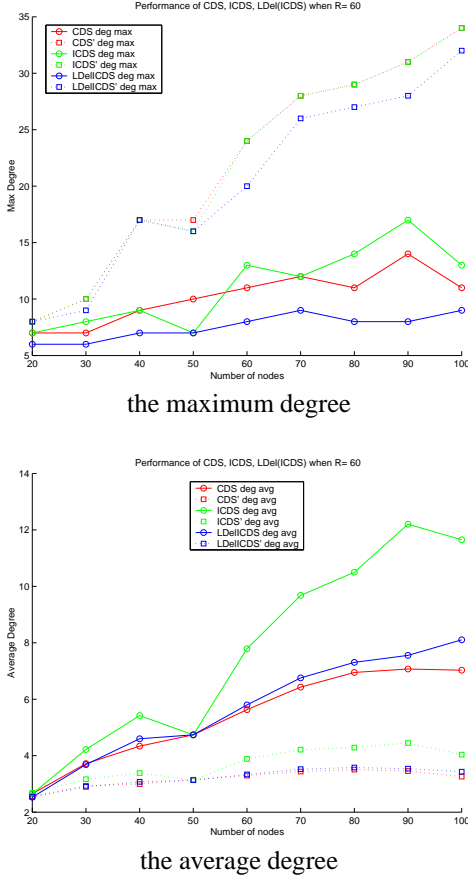 Performance of CDS, ICDS, LDel(ICDS) when R= 60
CDS deg max
CDS' deg max
ICDS deg max
ICDS' deg max
LDelICDS deg max
LDelICDS' deg max
Max Degree
35
30
25
20
15
10
5
20 30 40 50 60 70 80 90 100
Number of nodes
the maximum degree
Performance of CDS, ICDS, LDel(ICDS) when R= 60
CDS deg avg
CDS' deg avg
ICDS deg avg
ICDS' deg avg
LDelICDS deg avg
LDelICDS' deg avg
Average Degree
14
12
10
8
6
4
2
20 30 40 50 60 70 80 90 100
Number of nodes
the average degree